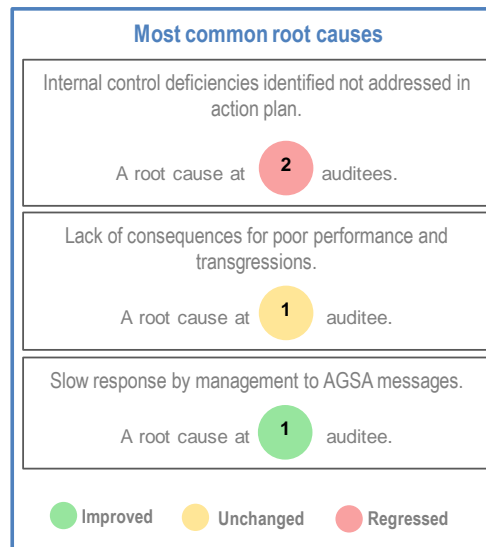 Most common root causes
Internal control deficiencies identified not addressed in
action plan.
A root cause at 2 auditees.
Lack of consequences for poor performance and
transgressions.
A root cause at 1 auditee.
Slow response by management to AGSA messages.
A root cause at 1 auditee.
Improved Unchanged Regressed